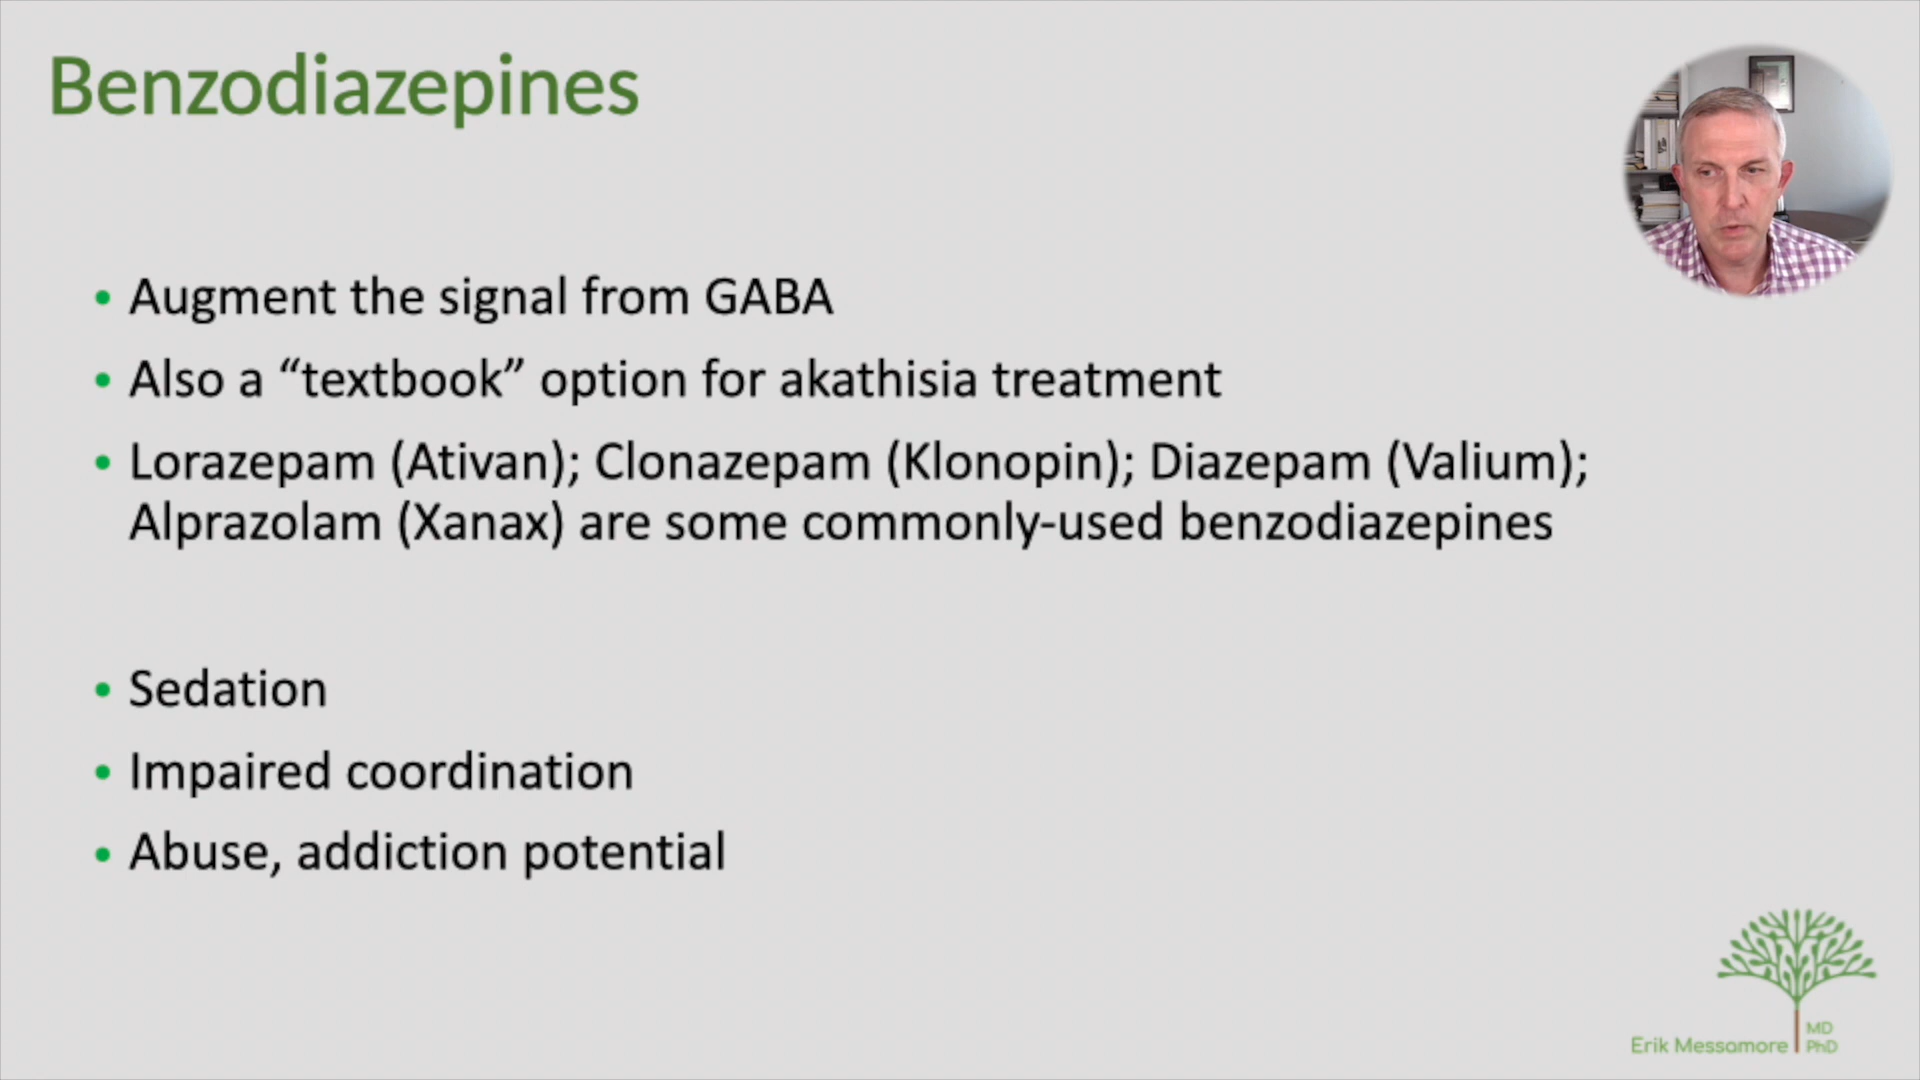 Benzodiazepines
• Augment the signal from GABA
• Also a “textbook” option for akathisia treatment
• Lorazepam (Ativan); Clonazepam (Klonopin); Diazepam (Valium);
Alprazolam (Xanax) are some commonly-used benzodiazepines
• Sedation
• Impaired coordination
• Abuse, addiction potential
Erik Messamore
MD
PhD